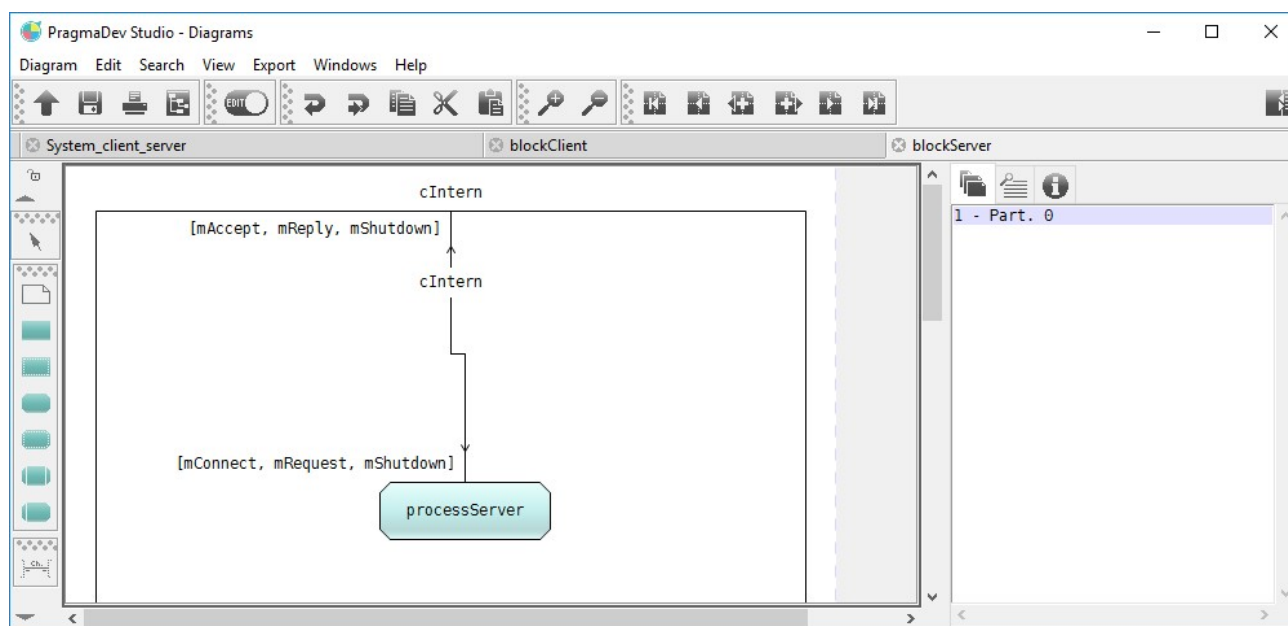 PragmaDev Studio - Diagrams
Diagram Edit Search View Export Windows Help
EDIT
System_client_server
blockClient
blockServer
cIntern
[mAccept, mReply, mShutdown]
cIntern
[mConnect, mRequest, mShutdown]
processServer
1 - Part. 0
Ch.